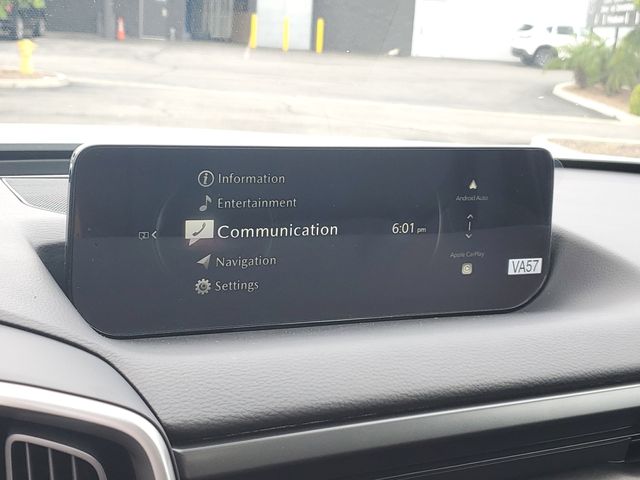 Information
Entertainment
Communication
Navigation
Settings
6:01 pm
Android Auto
Apple CarPlay
VA57